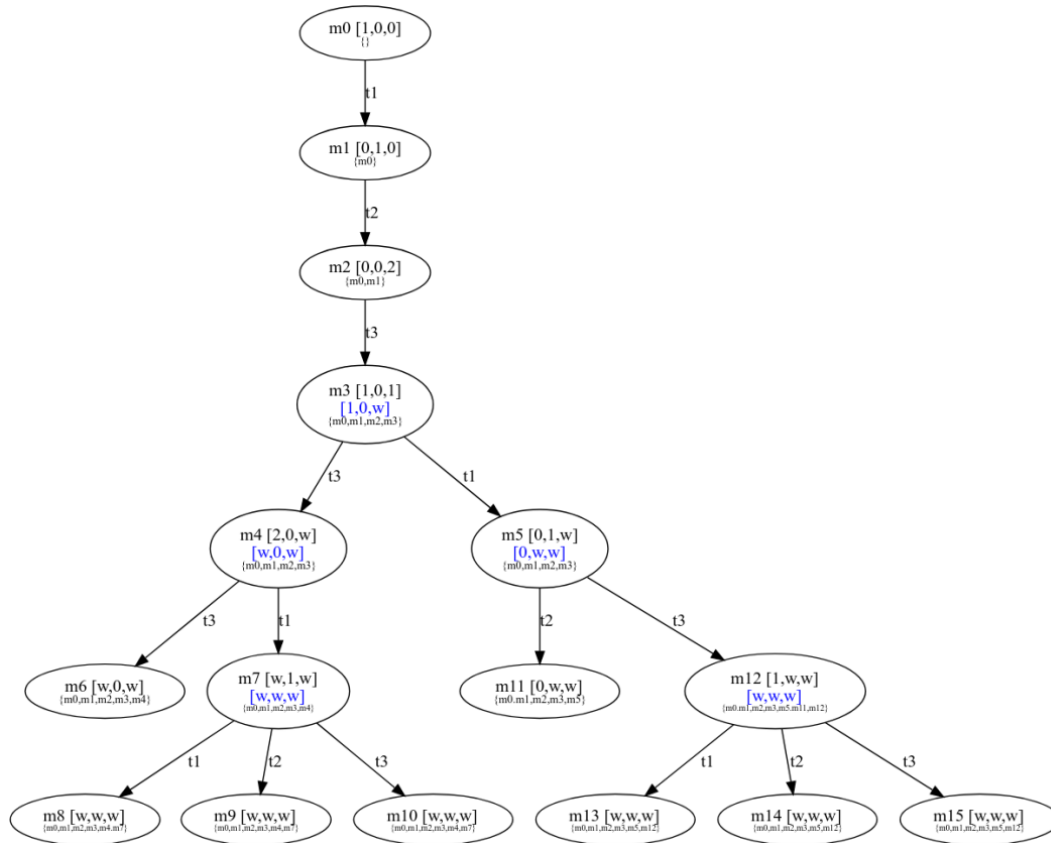 m0 [1,0,0]
{}
t1
m1 [0,1,0]
{m0}
t2
m2 [0,0,2]
{m0,m1}
t3
m3 [1,0,1]
[1,0,w]
{m0,m1,m2,m3}
t3
t1
m4 [2,0,w]
[w,0,w]
{m0,m1,m2,m3}
m5 [0,1,w]
[0,w,w]
{m0,m1,m2,m3}
t3
t1
t2
t3
m6 [w,0,w]
{m0,m1,m2,m3,m4}
m7 [w,1,w]
[w,w,w]
{m0,m1,m2,m3,m4}
m11 [0,w,w]
{m0.m1,m2,m3,m5}
m12 [1,w,w]
[w,w,w]
{m0.m1,m2,m3,m5.m11,m12}
t1
t2
t3
t1
t2
t3
m8 [w,w,w]
{m0,m1,m2,m3,m4.m7}
m9 [w,w,w]
{m0,m1,m2,m3,m4,m7}
m10 [w,w,w]
{m0,m1,m2,m3,m4,m7}
m13 [w,w,w]
{m0,m1,m2,m3,m5,m12}
m14 [w,w,w]
{m0,m1,m2,m3,m5,m12}
m15 [w,w,w]
{m0,m1,m2,m3,m5,m12}